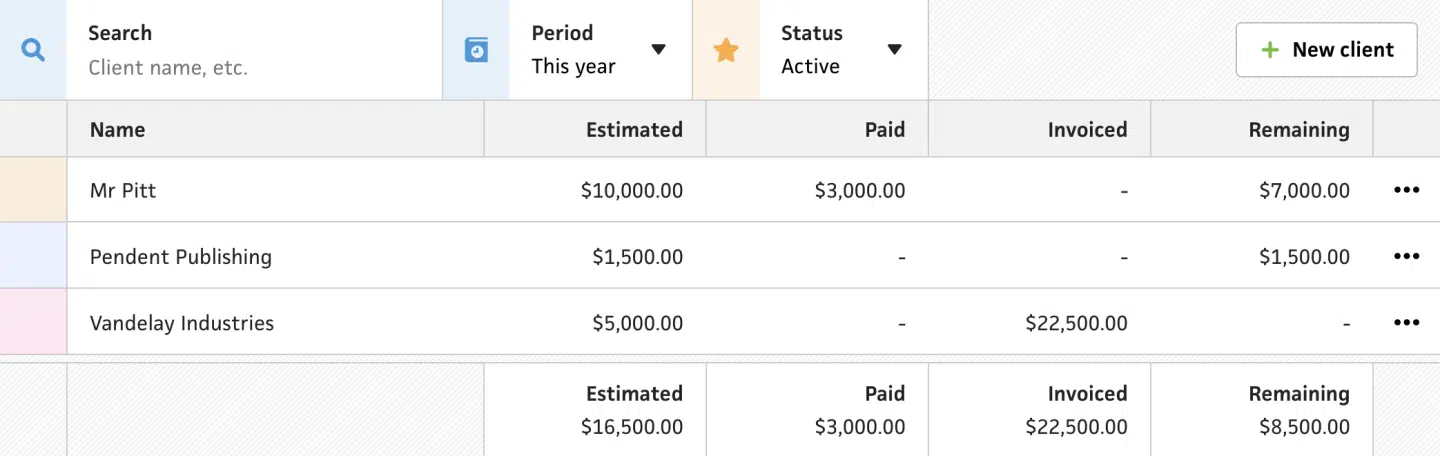 Search
Client name, etc.
Period
This year
Status
Active
New client
Name Estimated Paid Invoiced Remaining
Mr Pitt $10,000.00 $3,000.00 - $7,000.00
Pendent Publishing $1,500.00 - - $1,500.00
Vandelay Industries $5,000.00 - $22,500.00 -
Estimated Paid Invoiced Remaining
$16,500.00 $3,000.00 $22,500.00 $8,500.00